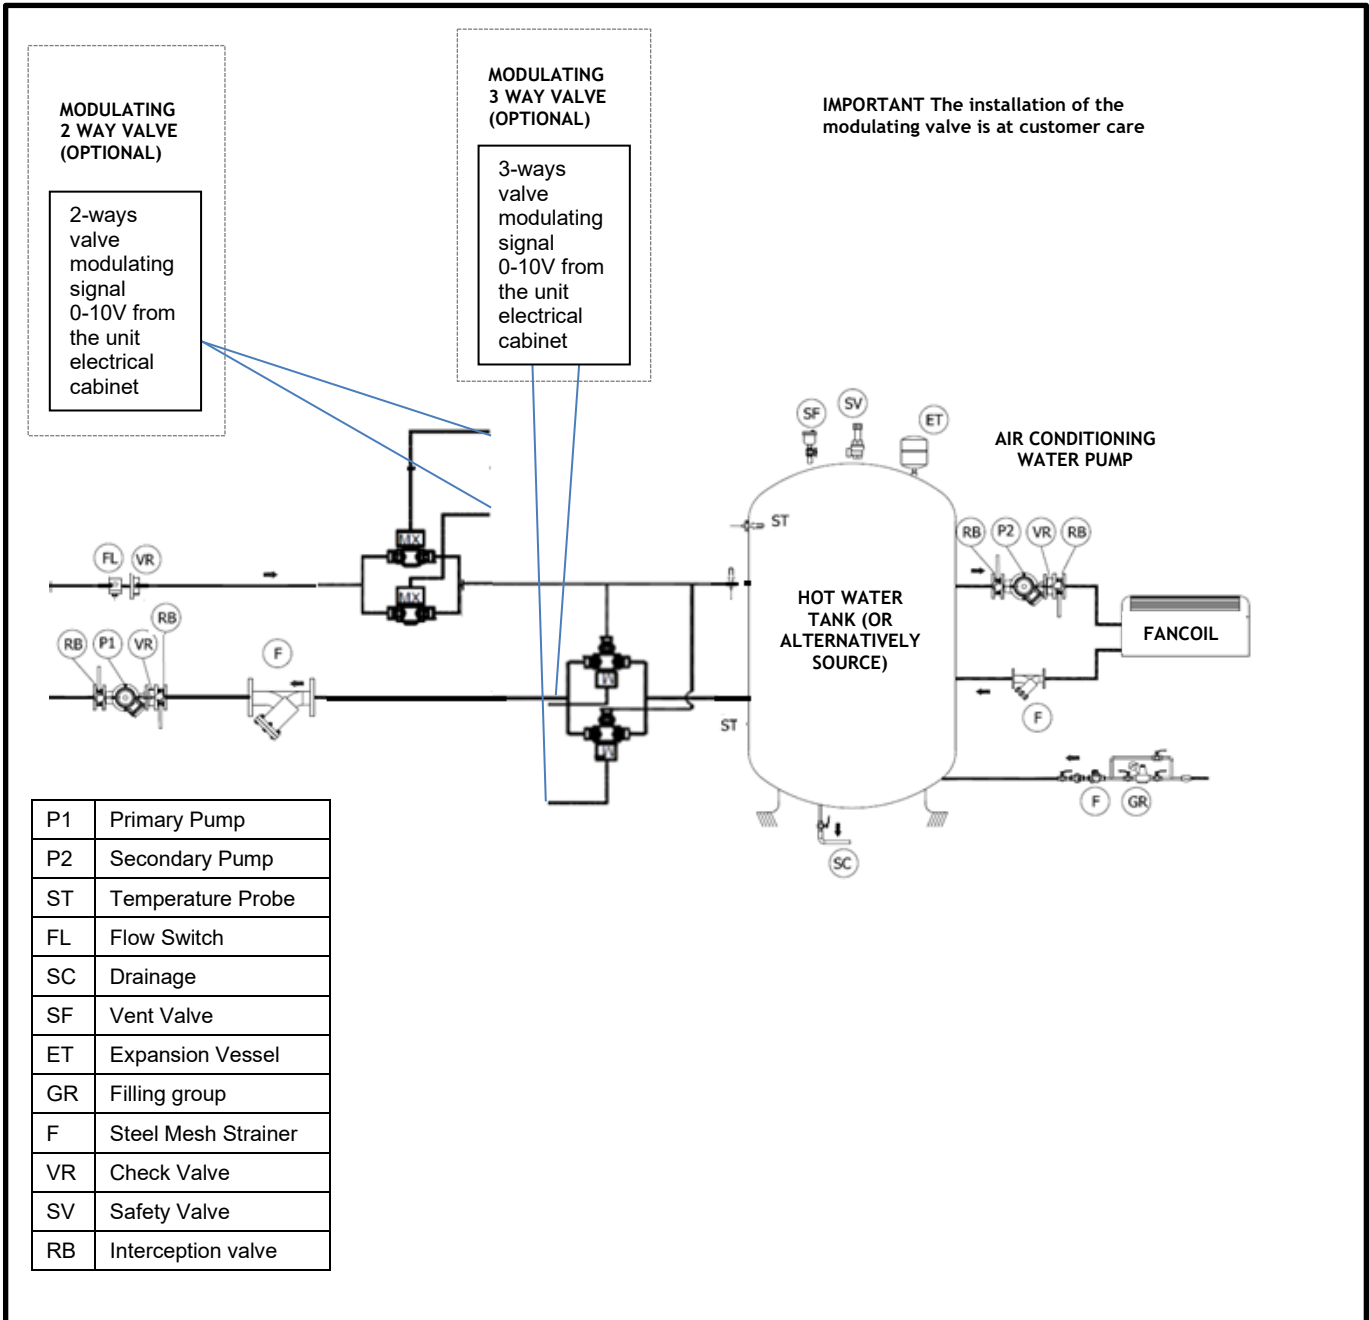 MODULATING
2 WAY VALVE
(OPTIONAL)
2-ways
valve
modulating
signal
0-10V from
the unit
electrical
cabinet
MODULATING
3 WAY VALVE
(OPTIONAL)
3-ways
valve
modulating
signal
0-10V from
the unit
electrical
cabinet
IMPORTANT The installation of the
modulating valve is at customer care
SF
SV
ET
AIR CONDITIONING
WATER PUMP
ST
RB
P2
VR
RB
FL
VR
MX
MX
HOT WATER
TANK (OR
ALTERNATIVELY
SOURCE)
FANCOIL
RB
P1
VR
RB
F
ST
F
F
GR
SC
P1 Primary Pump
P2 Secondary Pump
ST Temperature Probe
FL Flow Switch
SC Drainage
SF Vent Valve
ET Expansion Vessel
GR Filling group
F Steel Mesh Strainer
VR Check Valve
SV Safety Valve
RB Interception valve